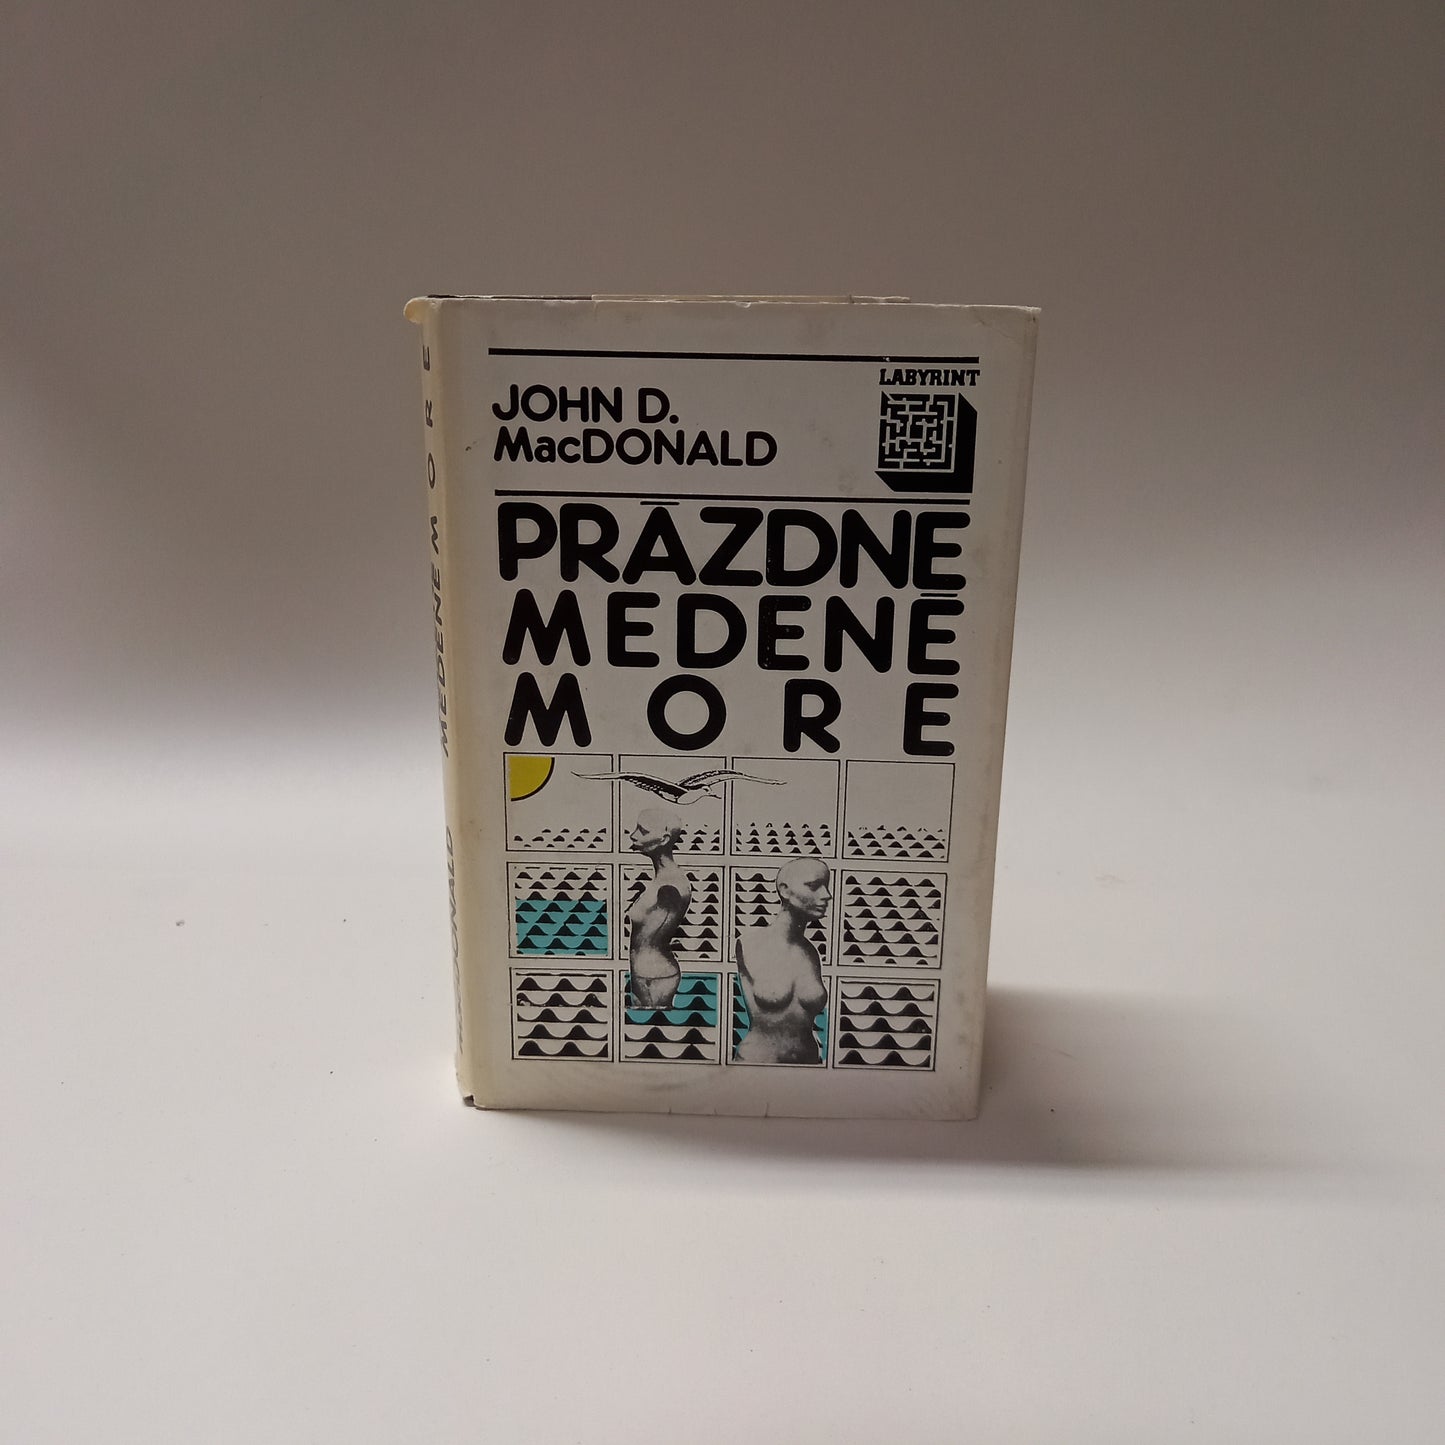 LABYRINT
JOHN D.
MacDONALD
PRÁZDNE
MEDENÉ
MORE
MEDENÉ MORE